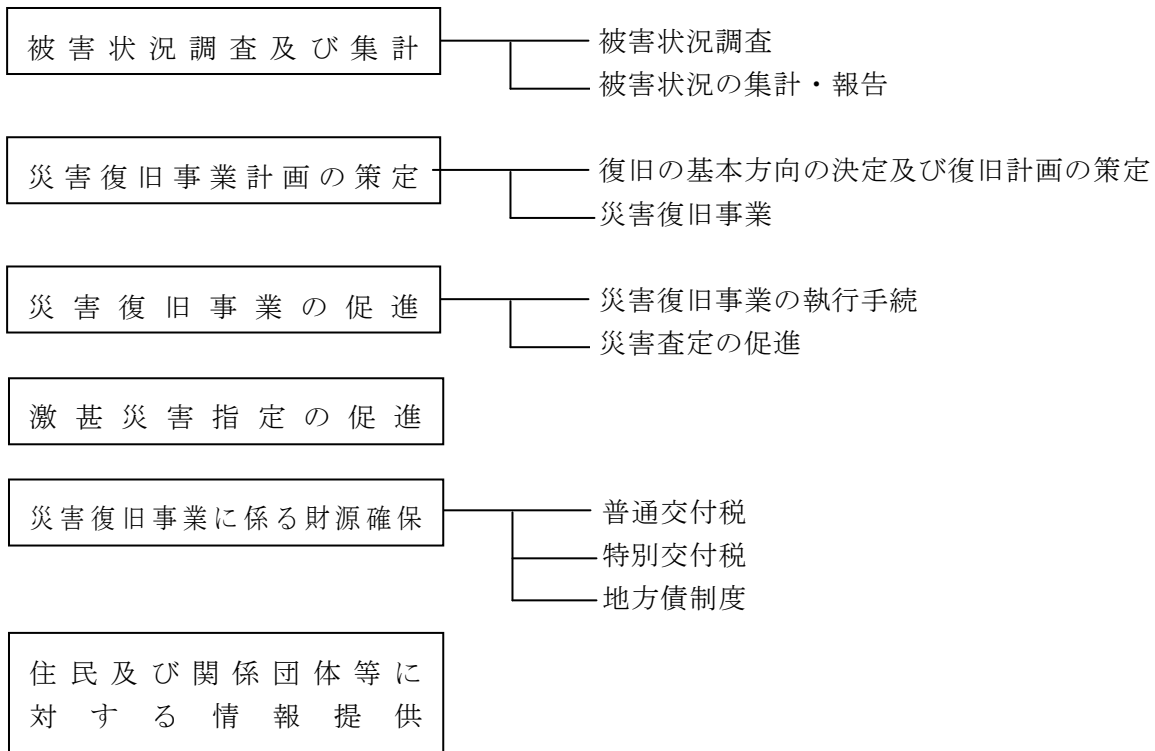 被害状況調査及び集計
被害状況調査
被害状況の集計・報告
災害復旧事業計画の策定
復旧の基本方向の決定及び復旧計画の策定
災害復旧事業
災害復旧事業の促進
災害復旧事業の執行手続
災害査定の促進
激甚災害指定の促進
災害復旧事業に係る財源確保
普通交付税
特別交付税
地方債制度
住民及び関係団体等に
対する情報提供